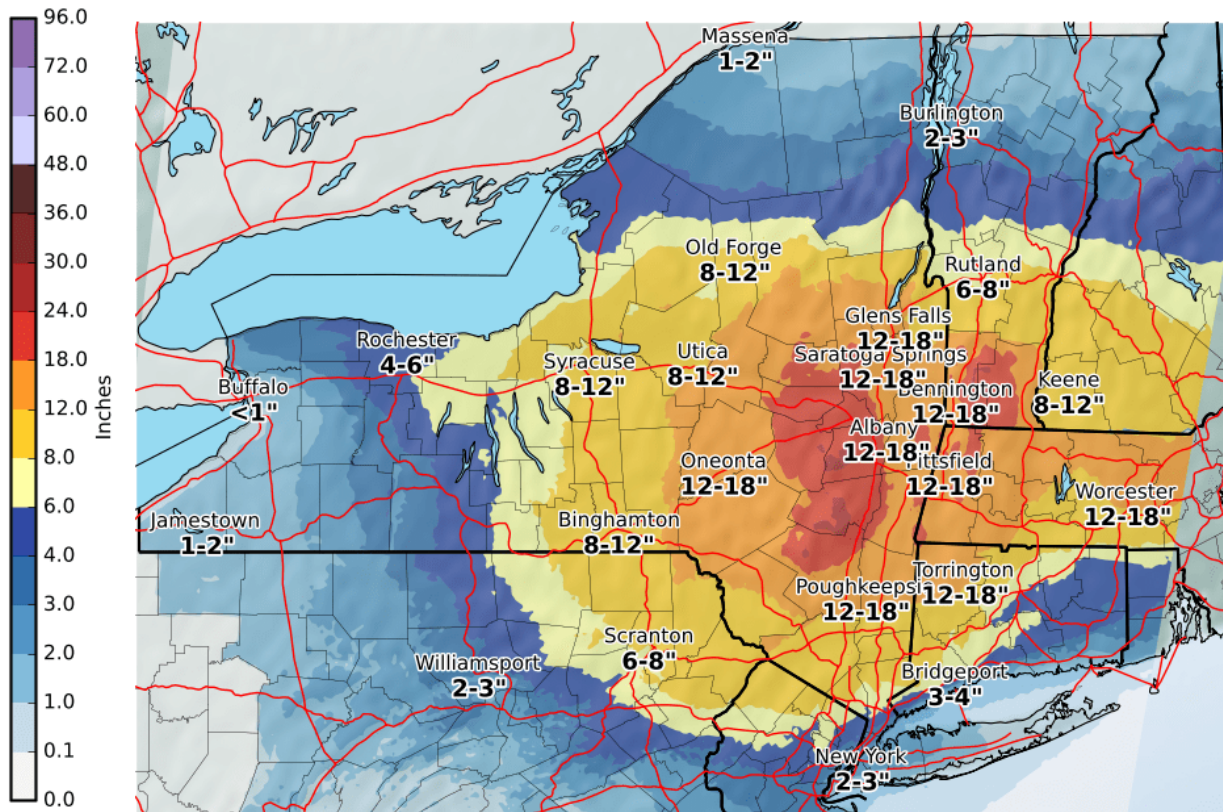 96.0
72.0
60.0
48.0
36.0
30.0
24.0
18.0
12.0
8.0
6.0
4.0
3.0
2.0
1.0
0.1
0.0
Inches
Massena
1-2"
Burlington
2-3"
Old Forge
8-12"
Rutland
6-8"
Glens Falls
12-18"
Rochester
4-6"
Syracuse
8-12"
Utica
8-12"
Saratoga Springs
12-18"
Buffalo
<1"
Bennington
12-18"
Keene
8-12"
Albany
12-18"
Oneonta
12-18"
Pittsfield
12-18"
Worcester
12-18"
Jamestown
1-2"
Binghamton
8-12"
Poughkeepsi
12-18"
Torrington
12-18"
Scranton
6-8"
Williamsport
2-3"
Bridgeport
3-4"
New York
2-3"